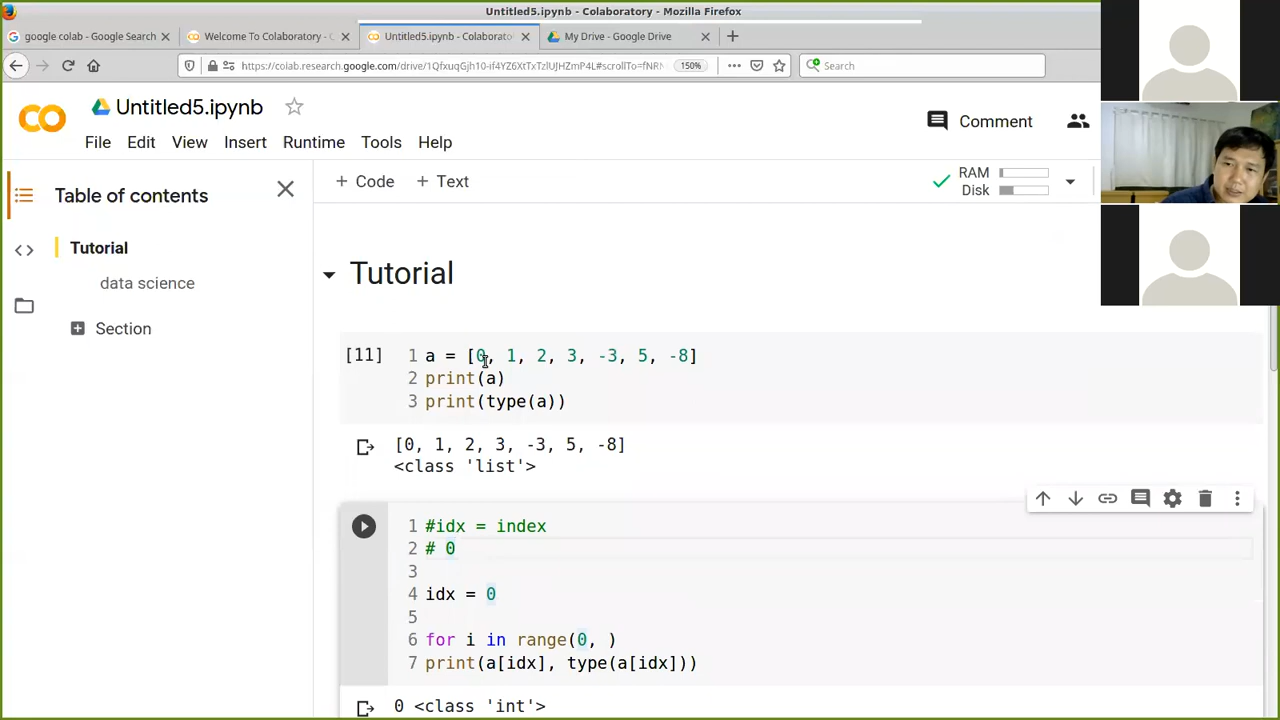 Untitled5.ipynb - Colaboratory - Mozilla Firefox
google colab - Google Search
Welcome To Colaboratory - C
Untitled5.ipynb - Colaborato
My Drive - Google Drive
https://colab.research.google.com/drive/1QfxuqGjh10-if4YZ6XtTxTzlUJHZmP4L#scrollTo=fNRN
150%
Search
Untitled5.ipynb
File Edit View Insert Runtime Tools Help
Comment
+ Code + Text
RAM
Disk
Table of contents
Tutorial
data science
Section
Tutorial
[11]
1 a = [0, 1, 2, 3, -3, 5, -8]
2 print(a)
3 print(type(a))
[0, 1, 2, 3, -3, 5, -8]
<class 'list'>
1 #idx = index
2 # 0
3
4 idx = 0
5
6 for i in range(0, )
7 print(a[idx], type(a[idx]))
0 <class 'int'>